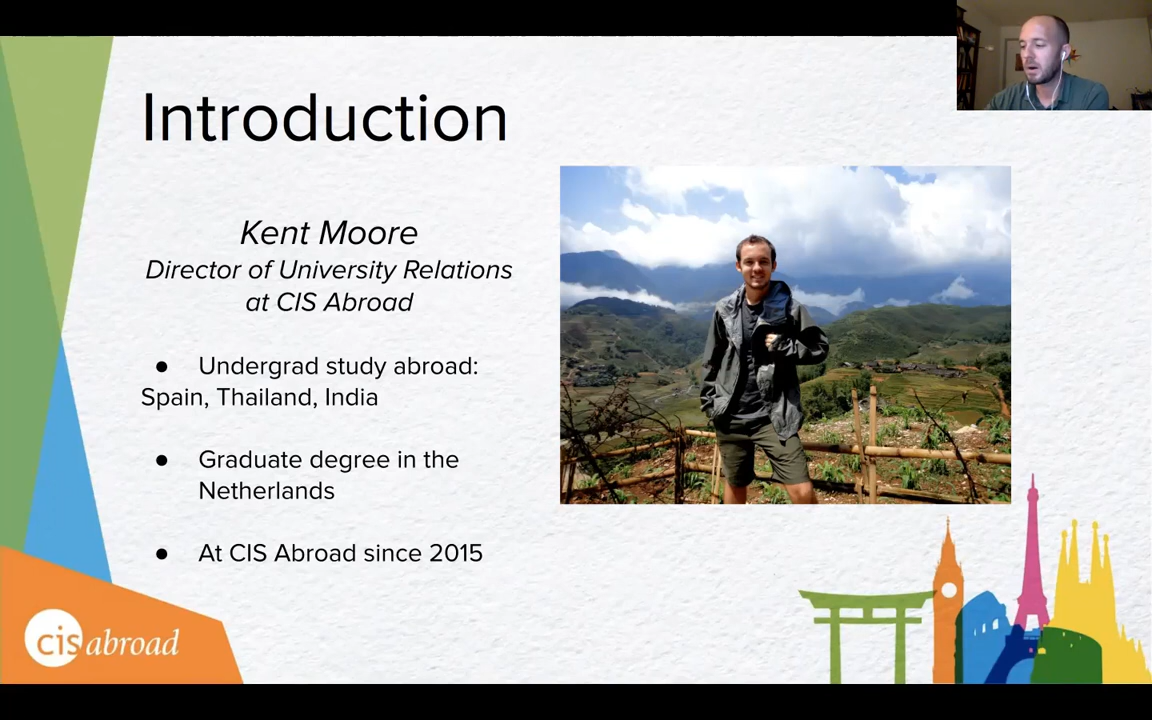 Introduction
Kent Moore
Director of University Relations
at CIS Abroad
● Undergrad study abroad:
Spain, Thailand, India
● Graduate degree in the
Netherlands
● At CIS Abroad since 2015
cis abroad